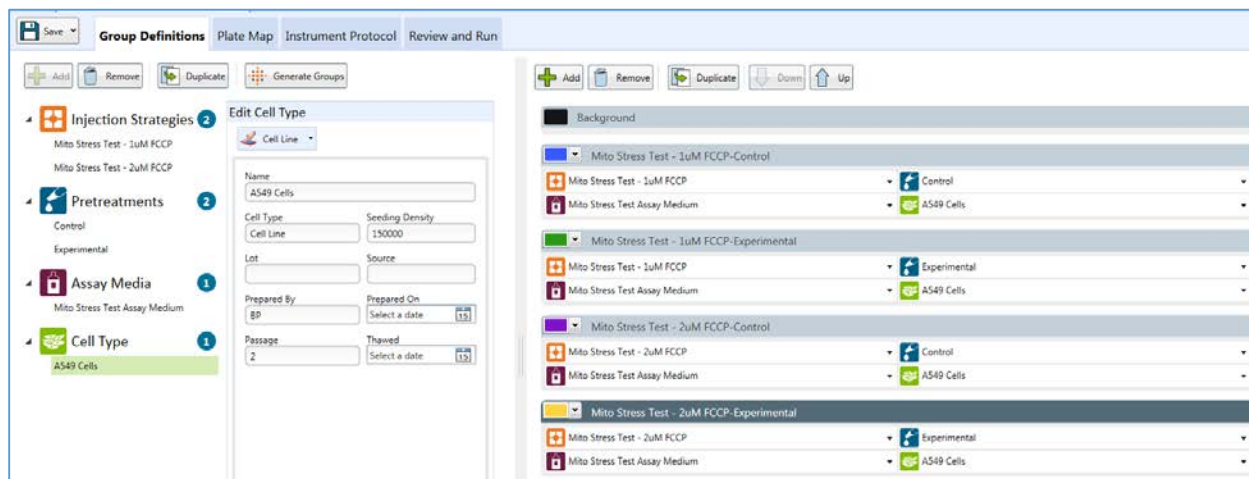 Save
Group Definitions Plate Map Instrument Protocol Review and Run
Add Remove Duplicate Generate Groups
Injection Strategies 2
Mito Stress Test - 1uM FCCP
Mito Stress Test - 2uM FCCP
Pretreatments 2
Control
Experimental
Assay Media 1
Mito Stress Test Assay Medium
Cell Type 1
A549 Cells
Edit Cell Type
Cell Line
Name
A549 Cells
Cell Type Seeding Density
Cell Line 150000
Lot Source
Prepared By Prepared On
BP Select a date 15
Passage Thawed
2 Select a date 15
Add Remove Duplicate Down Up
Background
Mito Stress Test - 1uM FCCP-Control
Mito Stress Test - 1uM FCCP Control
Mito Stress Test Assay Medium A549 Cells
Mito Stress Test - 1uM FCCP-Experimental
Mito Stress Test - 1uM FCCP Experimental
Mito Stress Test Assay Medium A549 Cells
Mito Stress Test - 2uM FCCP-Control
Mito Stress Test - 2uM FCCP Control
Mito Stress Test Assay Medium A549 Cells
Mito Stress Test - 2uM FCCP-Experimental
Mito Stress Test - 2uM FCCP Experimental
Mito Stress Test Assay Medium A549 Cells